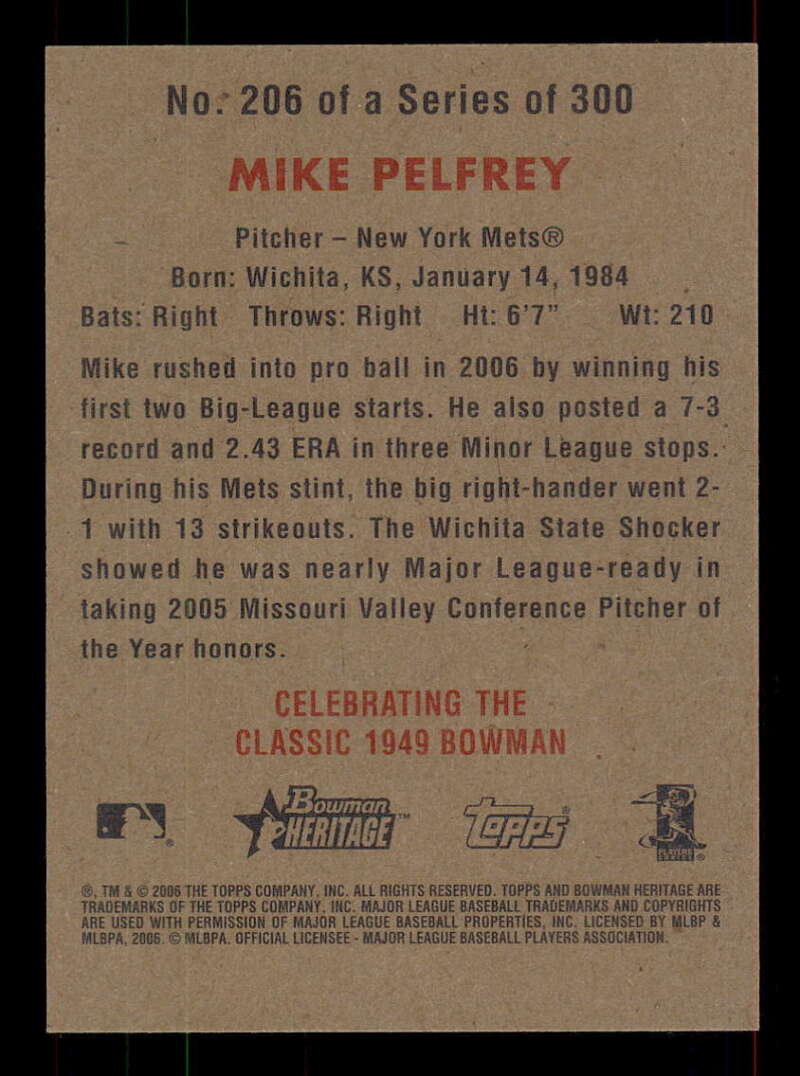 No. 206 of a Series of 300
MIKE PELFREY
Pitcher – New York Mets®
Born: Wichita, KS, January 14, 1984
Bats: Right Throws: Right Ht: 6'7" Wt: 210
Mike rushed into pro ball in 2006 by winning his
first two Big-League starts. He also posted a 7-3
record and 2.43 ERA in three Minor League stops.
During his Mets stint, the big right-hander went 2-
1 with 13 strikeouts. The Wichita State Shocker
showed he was nearly Major League-ready in
taking 2005 Missouri Valley Conference Pitcher of
the Year honors.
CELEBRATING THE
CLASSIC 1949 BOWMAN
Bowman HERITAGE™ Topps®
®, TM & © 2006 THE TOPPS COMPANY, INC. ALL RIGHTS RESERVED. TOPPS AND BOWMAN HERITAGE ARE
TRADEMARKS OF THE TOPPS COMPANY, INC. MAJOR LEAGUE BASEBALL TRADEMARKS AND COPYRIGHTS
ARE USED WITH PERMISSION OF MAJOR LEAGUE BASEBALL PROPERTIES, INC. LICENSED BY MLBP &
MLBPA, 2006. © MLBPA. OFFICIAL LICENSEE - MAJOR LEAGUE BASEBALL PLAYERS ASSOCIATION.